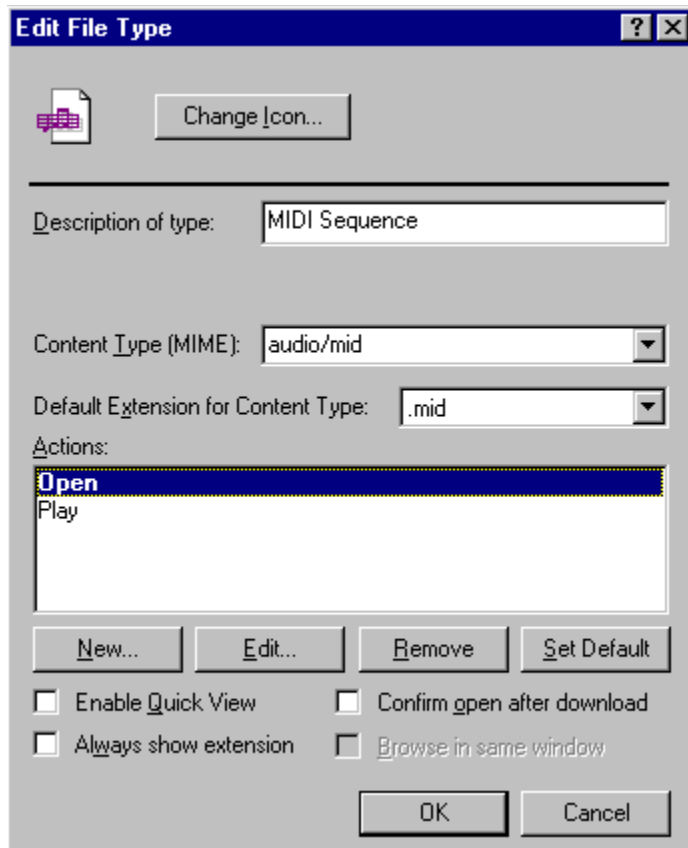 Edit File Type
Change Icon...
Description of type: MIDI Sequence
Content Type (MIME): audio/mid
Default Extension for Content Type: .mid
Actions:
Open
Play
New... Edit... Remove Set Default
Enable Quick View Confirm open after download
Always show extension Browse in same window
OK Cancel